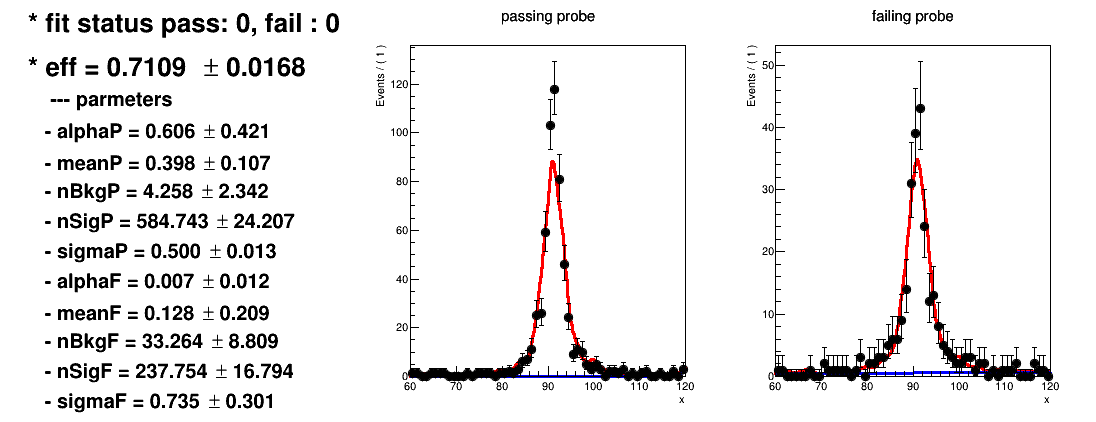 * fit status pass: 0, fail : 0
* eff = 0.7109 ± 0.0168
--- parmeters
- alphaP = 0.606 ± 0.421
- meanP = 0.398 ± 0.107
- nBkgP = 4.258 ± 2.342
- nSigP = 584.743 ± 24.207
- sigmaP = 0.500 ± 0.013
- alphaF = 0.007 ± 0.012
- meanF = 0.128 ± 0.209
- nBkgF = 33.264 ± 8.809
- nSigF = 237.754 ± 16.794
- sigmaF = 0.735 ± 0.301
passing probe
Events / ( 1 )
120
100
80
60
40
20
0
60 70 80 90 100 110 120
x
failing probe
Events / ( 1 )
50
40
30
20
10
0
60 70 80 90 100 110 120
x